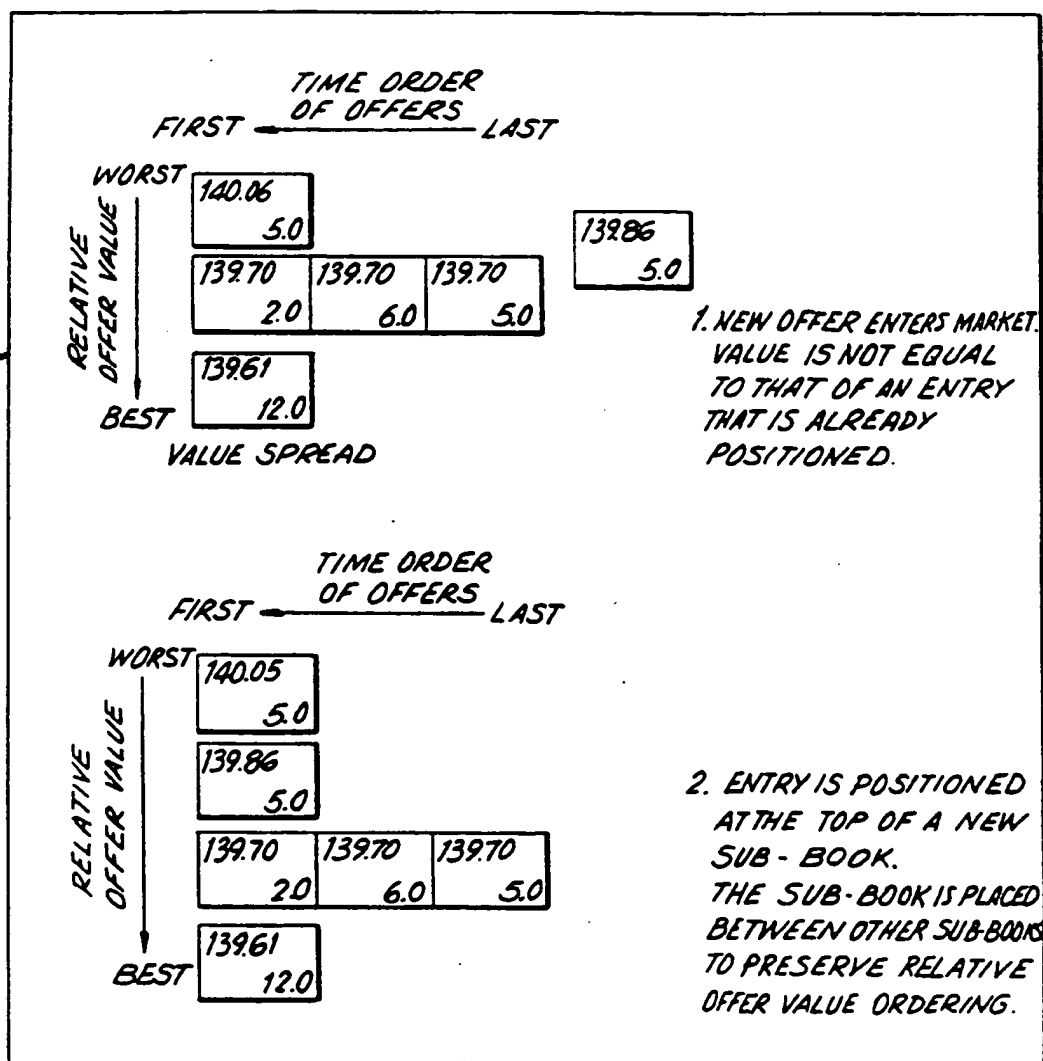 TIME ORDER
OF OFFERS
FIRST LAST
WORST
RELATIVE
OFFER VALUE
BEST
140.06
5.0
139.70 139.70 139.70
2.0 6.0 5.0
139.61
12.0
VALUE SPREAD
139.86
5.0
1. NEW OFFER ENTERS MARKET.
VALUE IS NOT EQUAL
TO THAT OF AN ENTRY
THAT IS ALREADY
POSITIONED.
TIME ORDER
OF OFFERS
FIRST LAST
WORST
RELATIVE
OFFER VALUE
BEST
140.05
5.0
139.86
5.0
139.70 139.70 139.70
2.0 6.0 5.0
139.61
12.0
2. ENTRY IS POSITIONED
AT THE TOP OF A NEW
SUB-BOOK.
THE SUB-BOOK IS PLACED
BETWEEN OTHER SUB-BOOKS
TO PRESERVE RELATIVE
OFFER VALUE ORDERING.